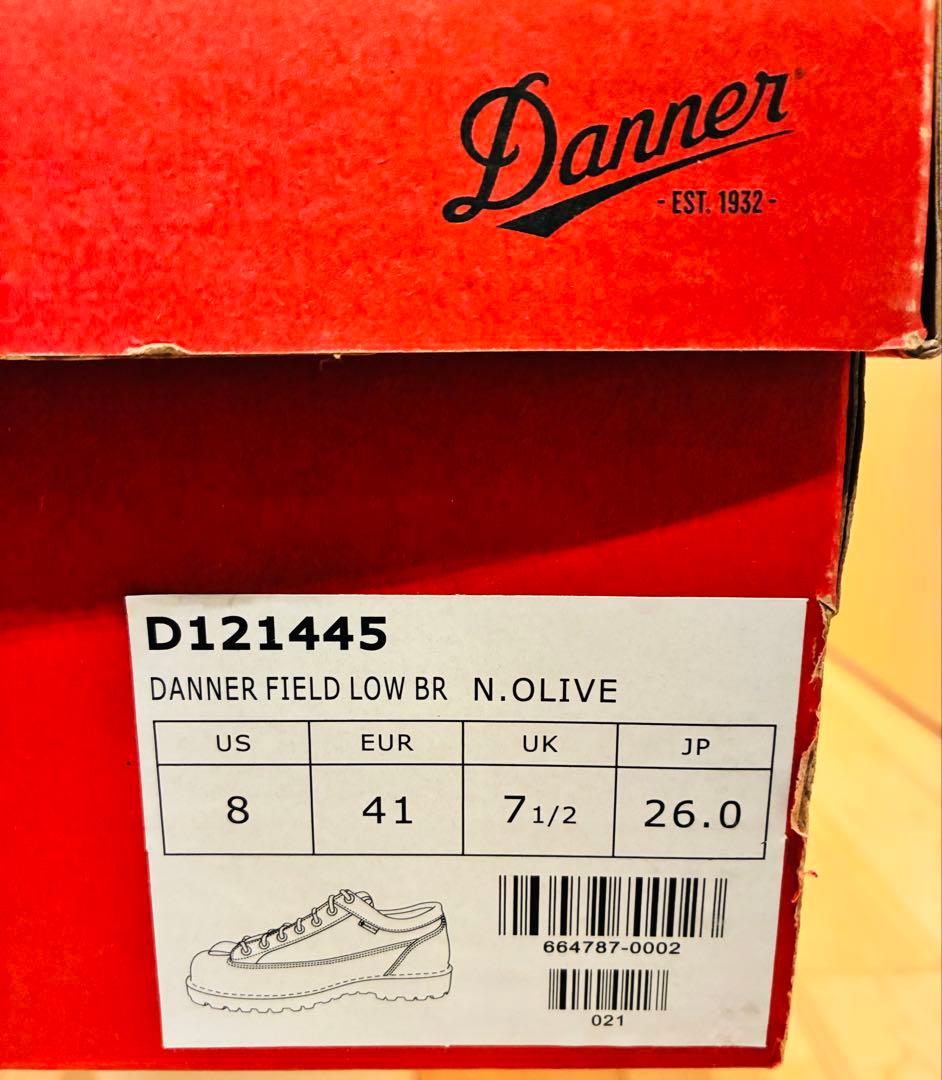 Danner®
- EST. 1932 -
D121445
DANNER FIELD LOW BR N.OLIVE
US EUR UK JP
8 41 7 1/2 26.0
664787-0002
021